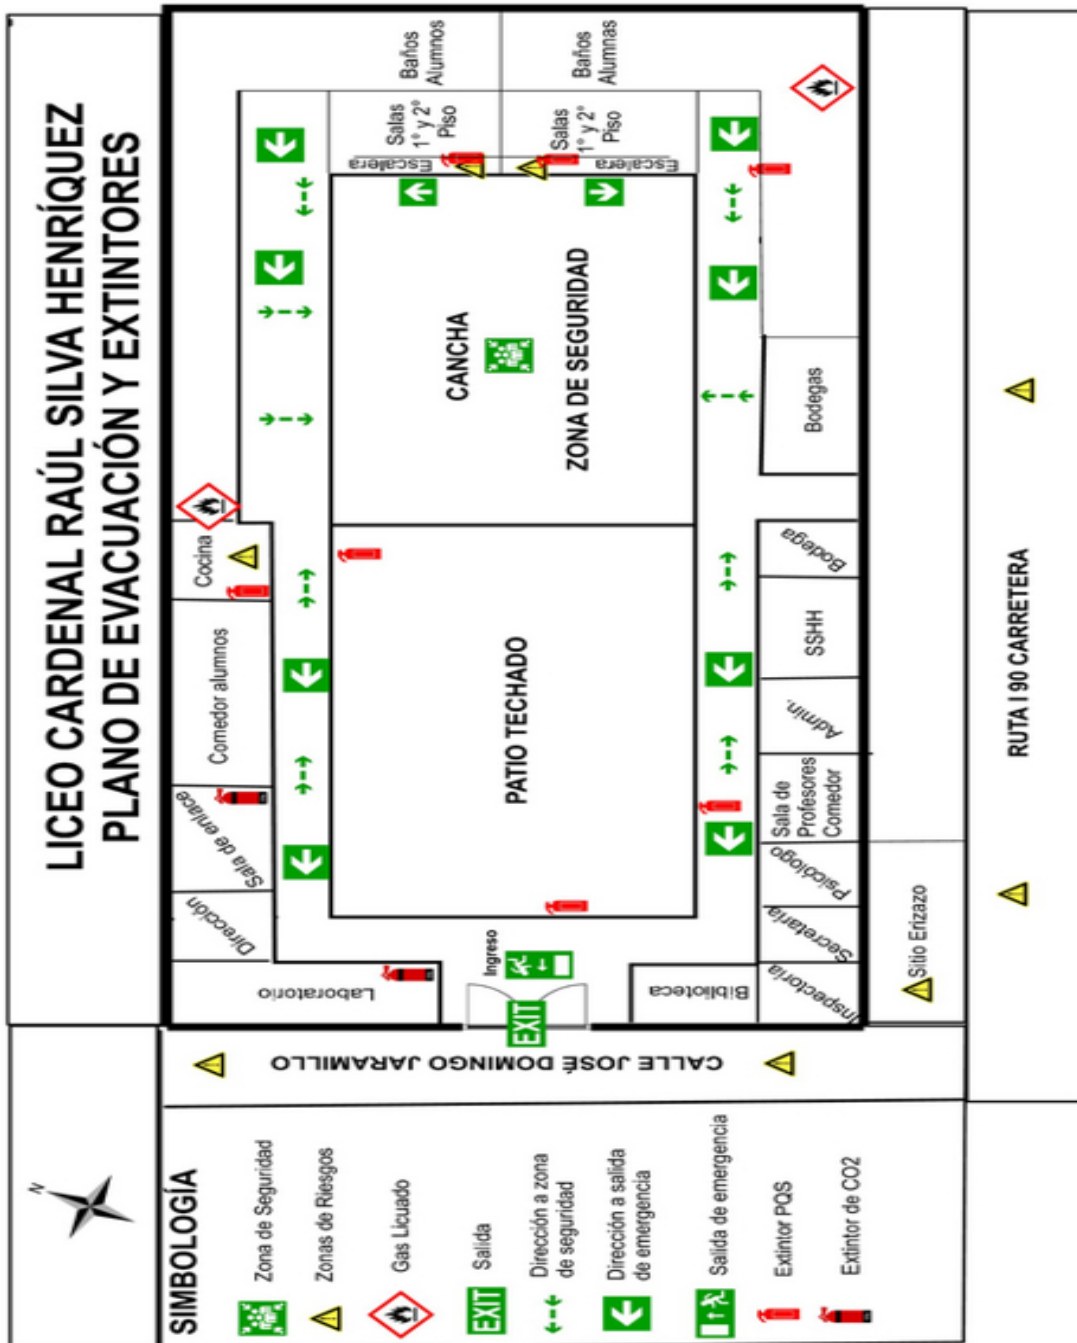 LICEO CARDENAL RAÚL SILVA HENRÍQUEZ
PLANO DE EVACUACIÓN Y EXTINTORES
Baños
Alumnos
Baños
Alumnas
Salas
1° y 2°
Piso
Salas
1° y 2°
Piso
Escalera
Escalera
CANCHA
ZONA DE SEGURIDAD
PATIO TECHADO
Cocina
Comedor alumnos
Sala de enlace
Dirección
Laboratorio
Ingreso
EXIT
Biblioteca
Bodegas
Bodega
SSHH
Admin.
Sala de
Profesores
Comedor
Psicólogo
Secretaría
Inspectoría
Sitio Erizazo
RUTA I 90 CARRETERA
CALLE JOSÉ DOMINGO JARAMILLO
N
SIMBOLOGÍA
Zona de Seguridad
Zonas de Riesgos
Gas Licuado
EXIT
Salida
Dirección a zona
de seguridad
Dirección a salida
de emergencia
Salida de emergencia
Extintor PQS
Extintor de CO2